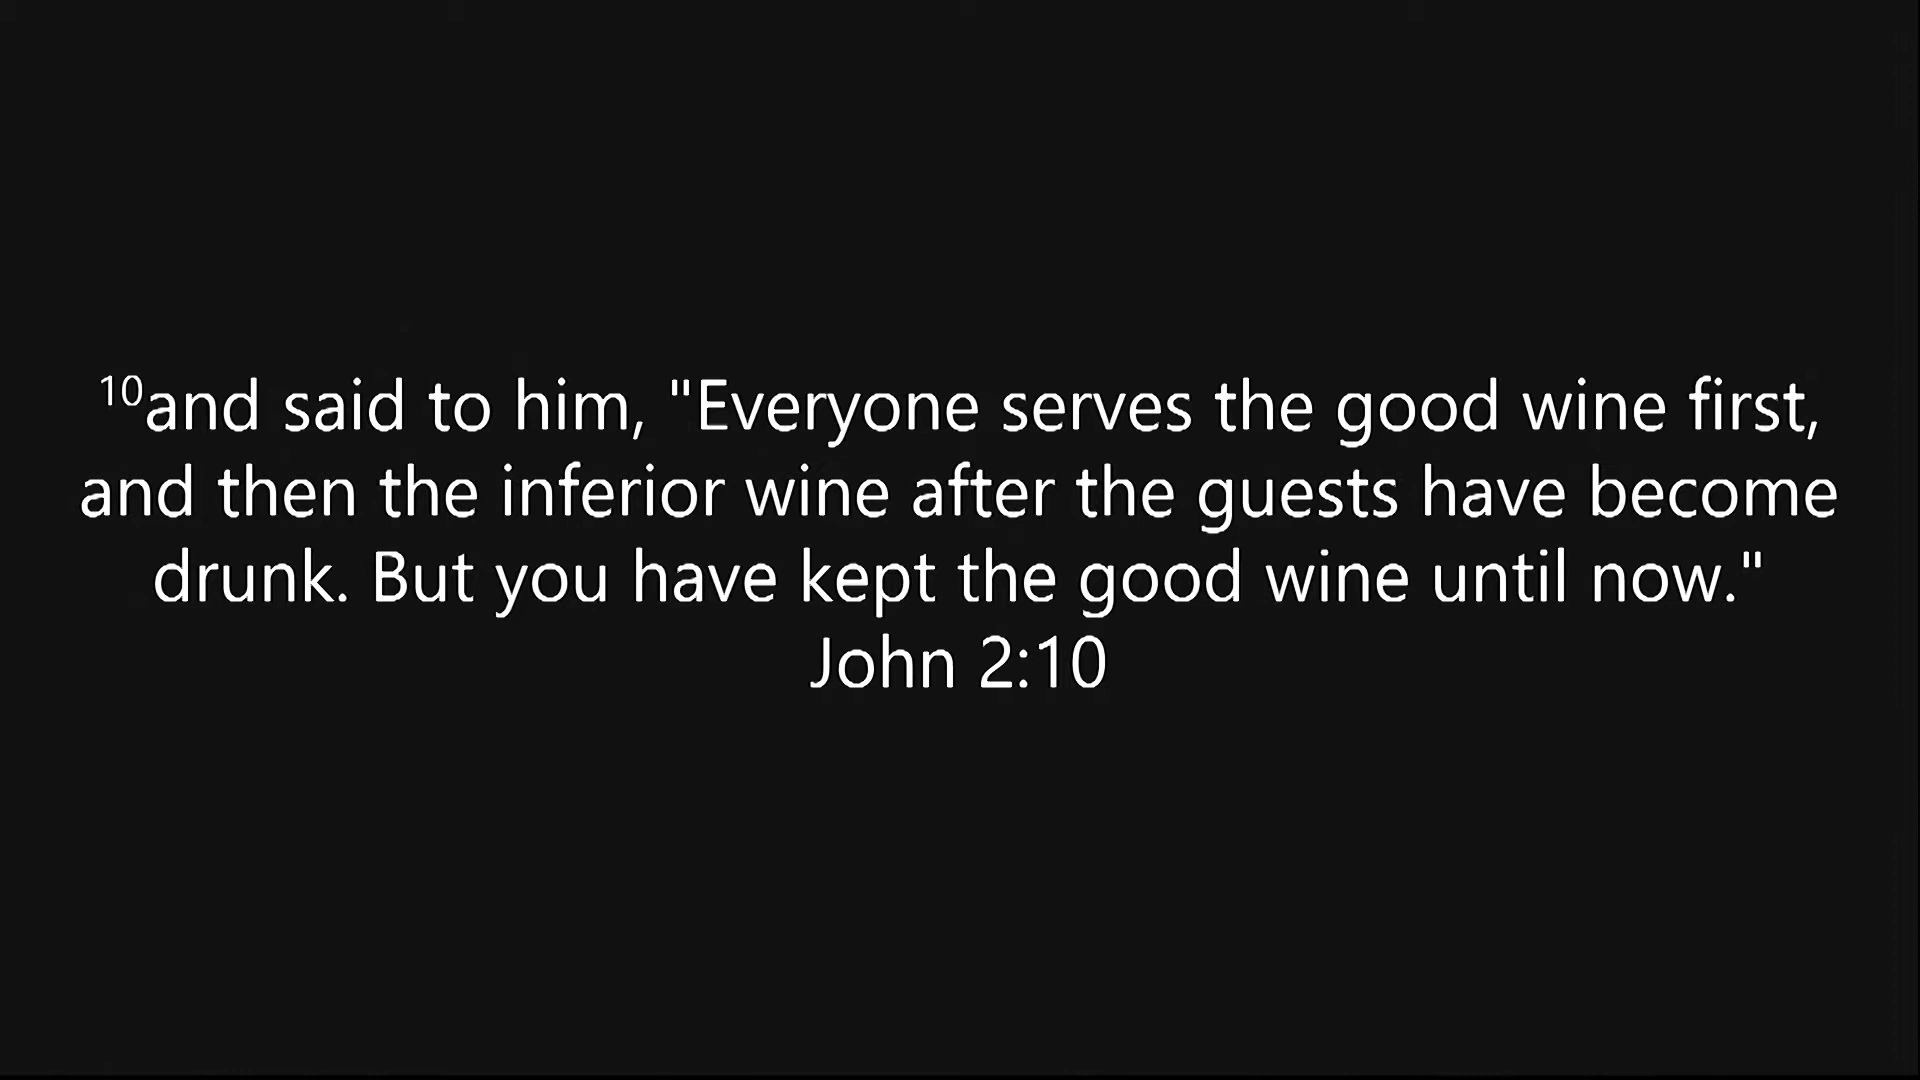 10and said to him, "Everyone serves the good wine first,
and then the inferior wine after the guests have become
drunk. But you have kept the good wine until now."
John 2:10